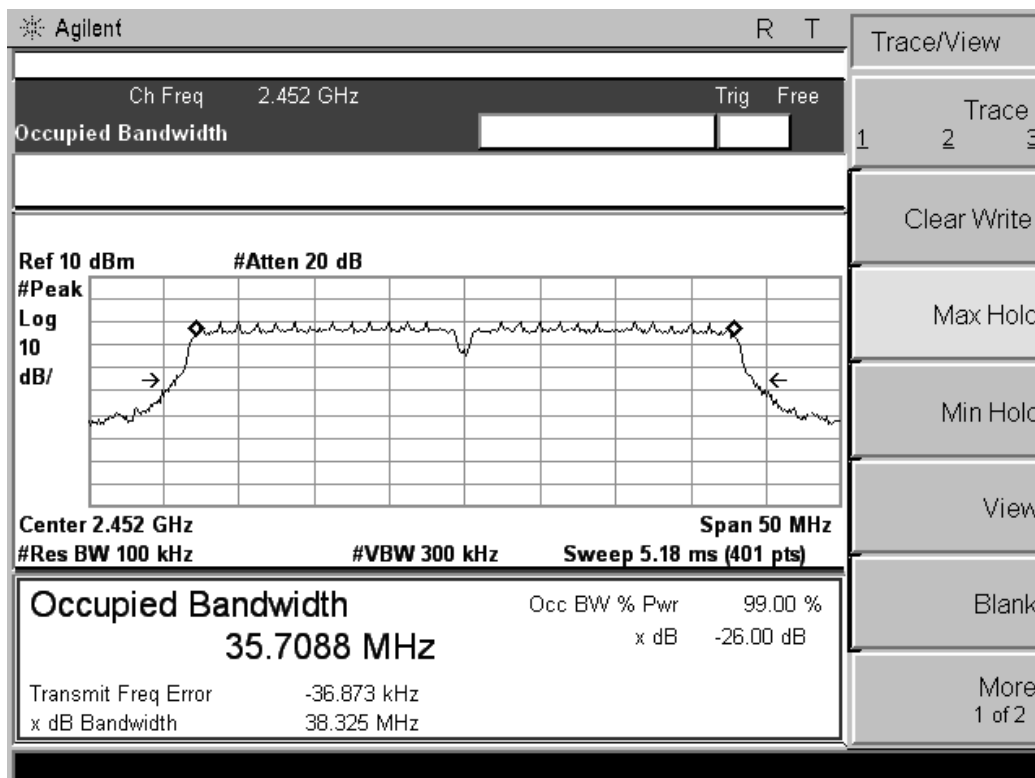 Agilent R T
Trace/View
Ch Freq 2.452 GHz Trig Free
Occupied Bandwidth
Trace
1 2 3
Clear Write
Max Hold
Min Hold
View
Blank
More
1 of 2
Ref 10 dBm #Atten 20 dB
#Peak
Log
10
dB/
Center 2.452 GHz Span 50 MHz
#Res BW 100 kHz #VBW 300 kHz Sweep 5.18 ms (401 pts)
Occupied Bandwidth
35.7088 MHz
Occ BW % Pwr 99.00 %
x dB -26.00 dB
Transmit Freq Error -36.873 kHz
x dB Bandwidth 38.325 MHz